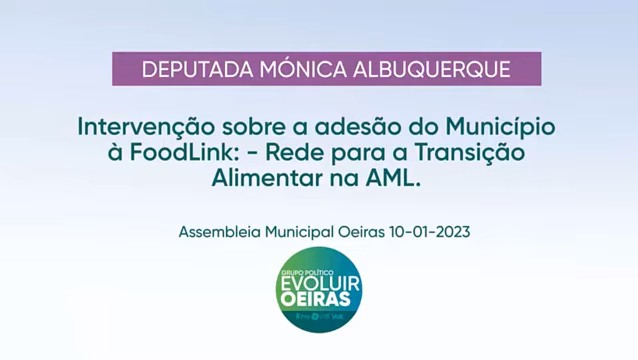 DEPUTADA MÓNICA ALBUQUERQUE
Intervenção sobre a adesão do Município
à FoodLink: - Rede para a Transição
Alimentar na AML.
Assembleia Municipal Oeiras 10-01-2023
GRUPO POLÍTICO
EVOLUIR
OEIRAS
Volt